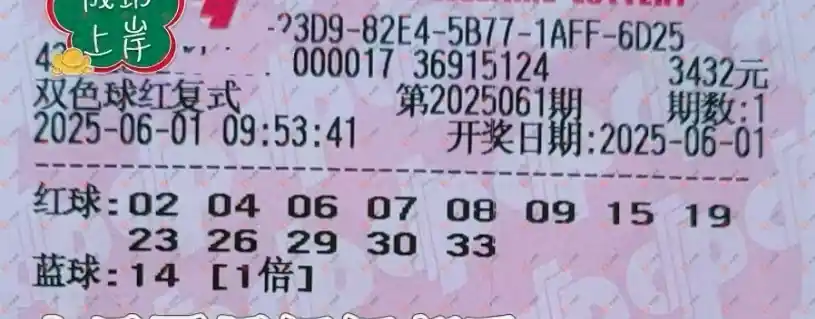 上岸
-?3D9-82E4-5B77-1AFF-6D25
000017 36915124 3432元
双色球红复式 第2025061期 期数:1
2025-06-01 09:53:41 开奖日期:2025-06-01
红球:02 04 06 07 08 09 15 19
23 26 29 30 33
蓝球:14 [1倍]